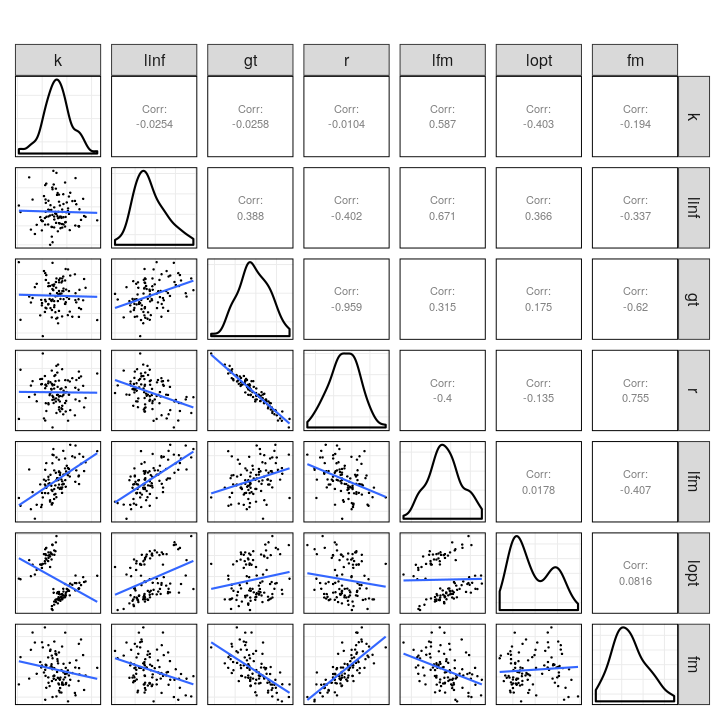 k linf gt r lfm lopt fm
Corr: Corr: Corr: Corr: Corr: Corr:
-0.0254 -0.0258 -0.0104 0.587 -0.403 -0.194
k
Corr: Corr: Corr: Corr: Corr:
0.388 -0.402 0.671 0.366 -0.337
linf
Corr: Corr: Corr: Corr:
-0.959 0.315 0.175 -0.62
gt
Corr: Corr: Corr:
-0.4 -0.135 0.755
r
Corr: Corr:
0.0178 -0.407
lfm
Corr:
0.0816
lopt
fm